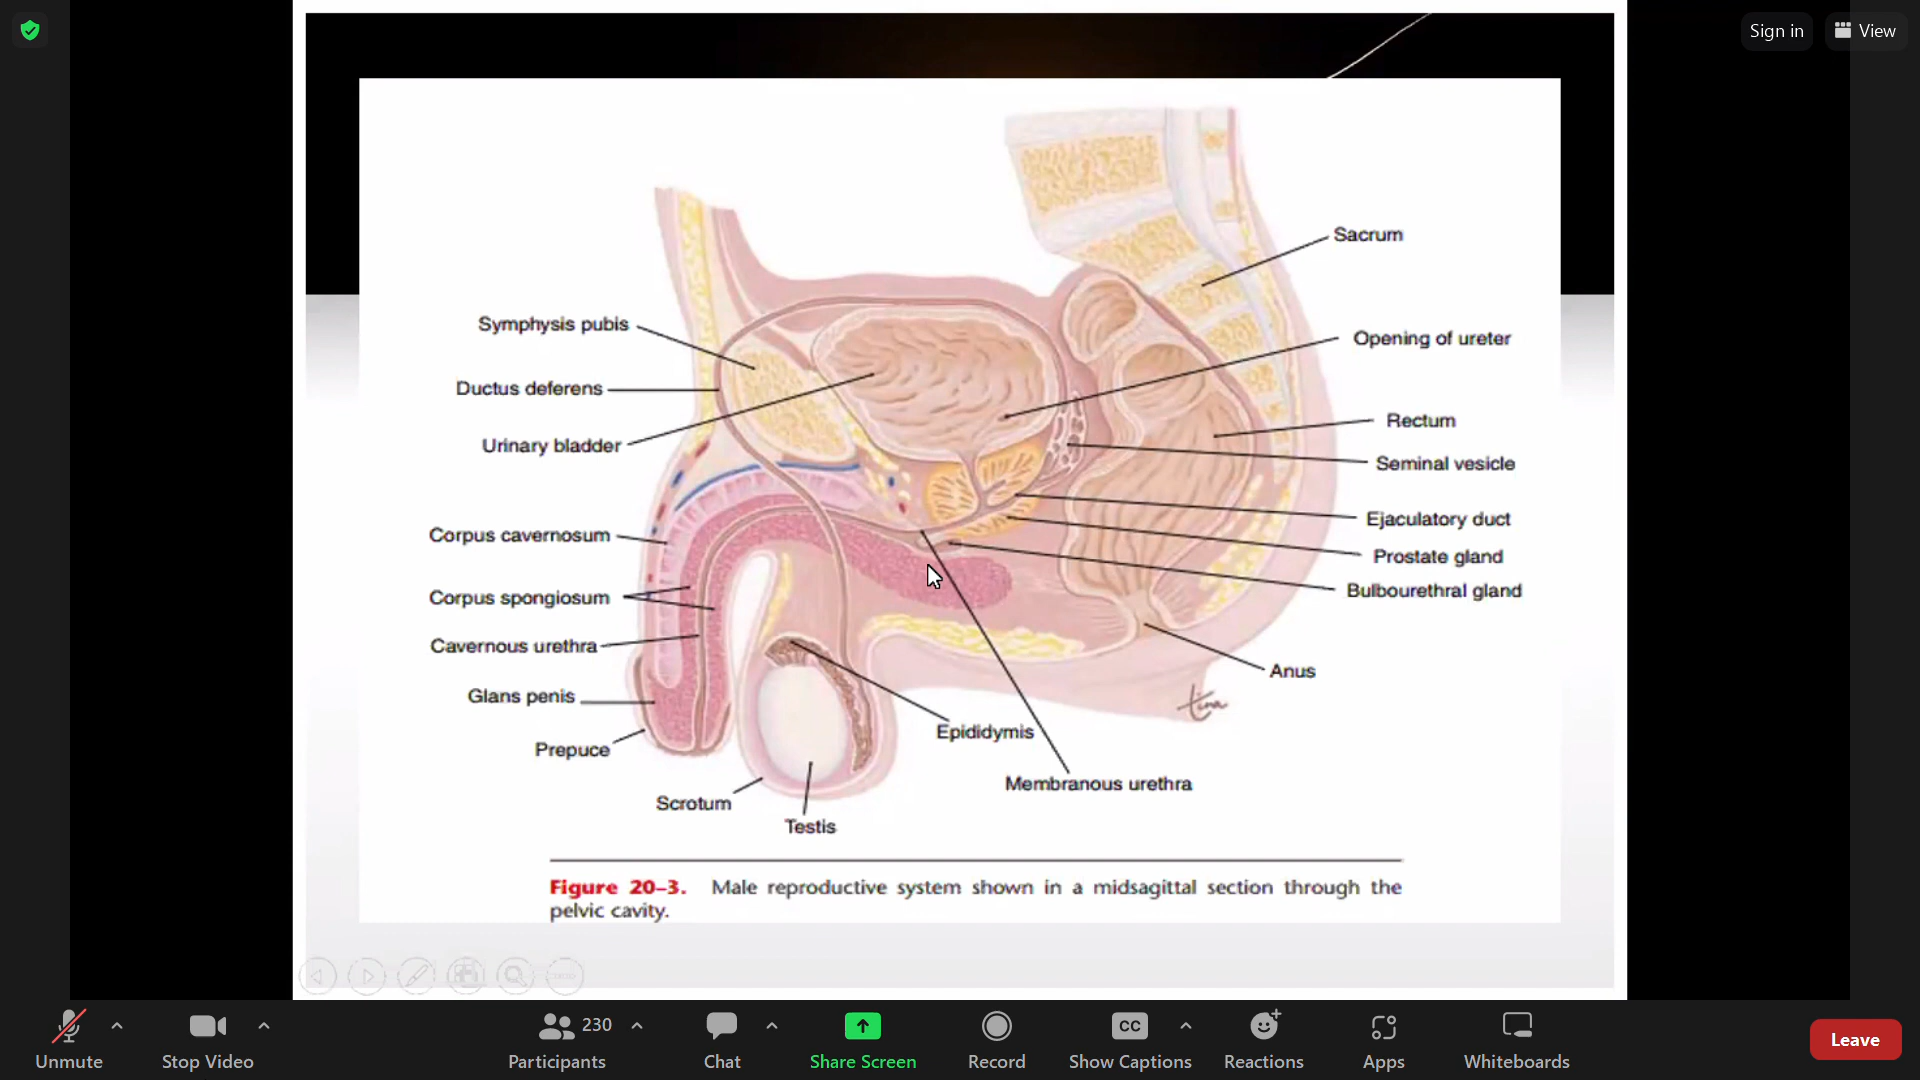 Sign in
View
Sacrum
Symphysis pubis
Opening of ureter
Ductus deferens
Rectum
Urinary bladder
Seminal vesicle
Ejaculatory duct
Corpus cavernosum
Prostate gland
Bulbourethral gland
Corpus spongiosum
Cavernous urethra
Anus
Glans penis
tina
Epididymis
Prepuce
Membranous urethra
Scrotum
Testis
Figure 20–3. Male reproductive system shown in a midsagittal section through the
pelvic cavity.
230
CC
Unmute
Stop Video
Participants
Chat
Share Screen
Record
Show Captions
Reactions
Apps
Whiteboards
Leave